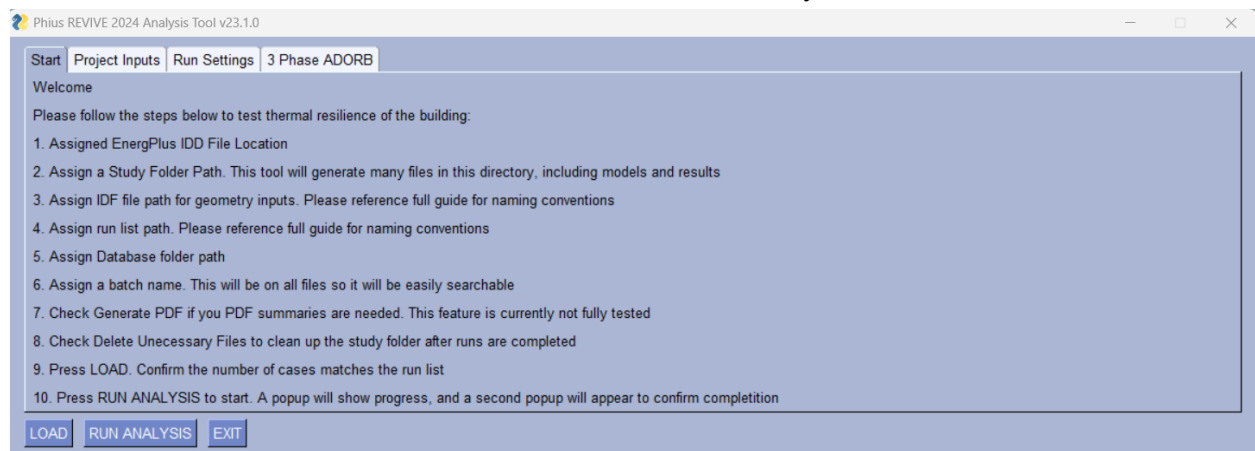 Phius REVIVE 2024 Analysis Tool v23.1.0
Start Project Inputs Run Settings 3 Phase ADORB
Welcome
Please follow the steps below to test thermal resilience of the building:
1. Assigned EnergPlus IDD File Location
2. Assign a Study Folder Path. This tool will generate many files in this directory, including models and results
3. Assign IDF file path for geometry inputs. Please reference full guide for naming conventions
4. Assign run list path. Please reference full guide for naming conventions
5. Assign Database folder path
6. Assign a batch name. This will be on all files so it will be easily searchable
7. Check Generate PDF if you PDF summaries are needed. This feature is currently not fully tested
8. Check Delete Unecessary Files to clean up the study folder after runs are completed
9. Press LOAD. Confirm the number of cases matches the run list
10. Press RUN ANALYSIS to start. A popup will show progress, and a second popup will appear to confirm completition
LOAD RUN ANALYSIS EXIT